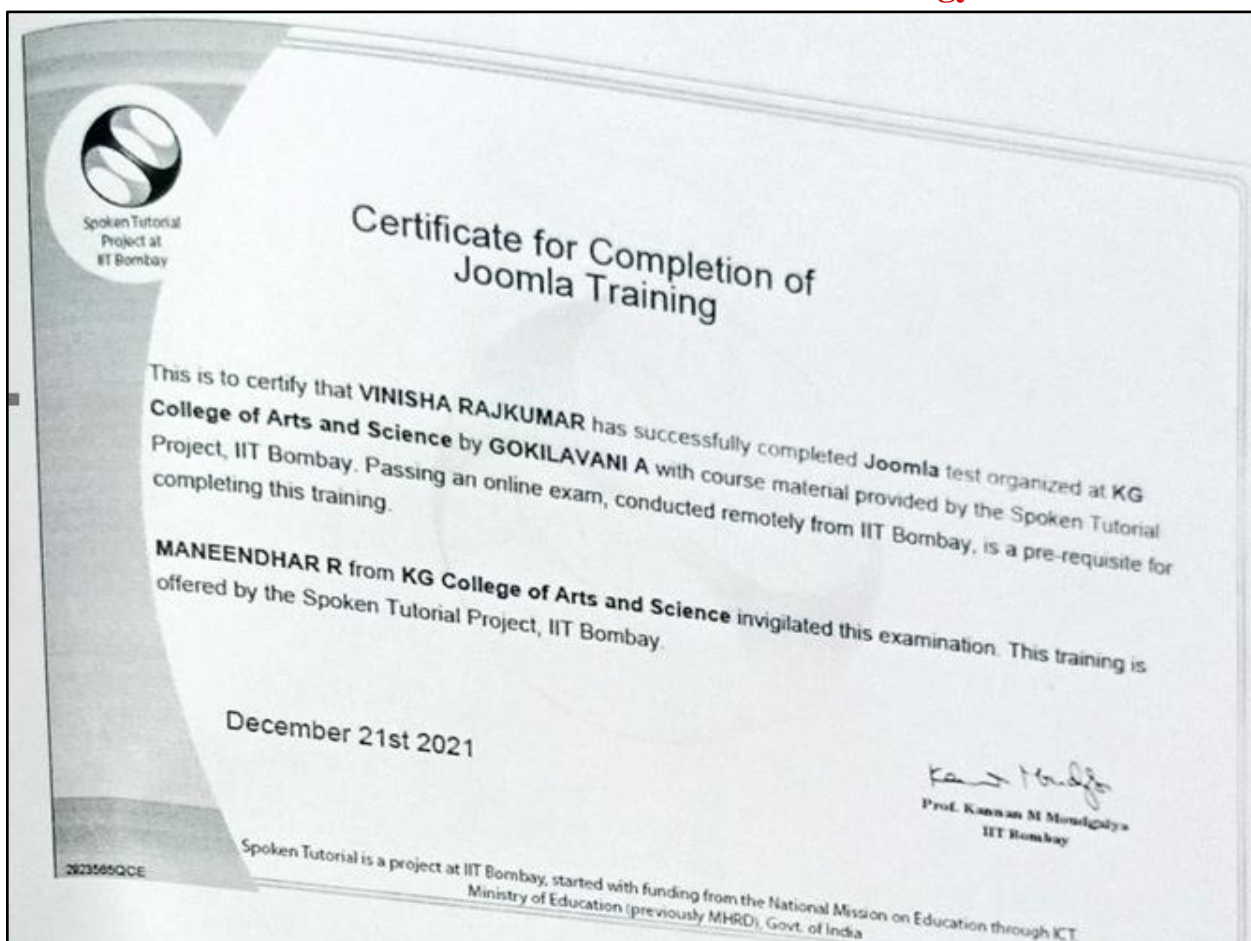 Spoken Tutorial
Project at
IIT Bombay
Certificate for Completion of
Joomla Training
This is to certify that VINISHA RAJKUMAR has successfully completed Joomla test organized at KG
College of Arts and Science by GOKILAVANI A with course material provided by the Spoken Tutorial
Project, IIT Bombay. Passing an online exam, conducted remotely from IIT Bombay, is a pre-requisite for
completing this training.
MANEENDHAR R from KG College of Arts and Science invigilated this examination. This training is
offered by the Spoken Tutorial Project, IIT Bombay.
December 21st 2021
Prof. Kannan M Moudgalya
IIT Bombay
2923565QCE
Spoken Tutorial is a project at IIT Bombay, started with funding from the National Mission on Education through ICT
Ministry of Education (previously MHRD), Govt. of India